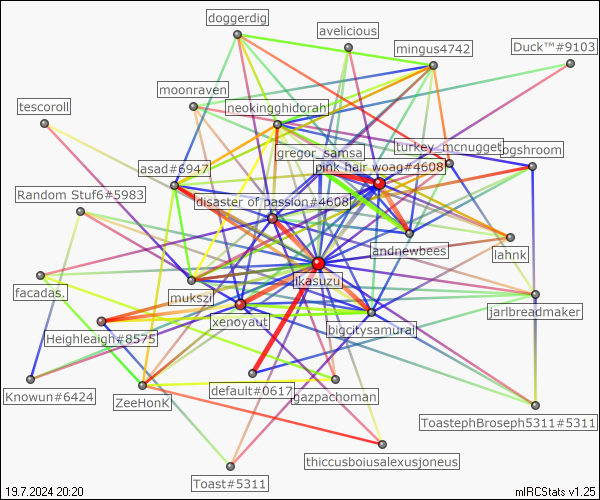 doggerdig
avelicious
mingus4742
Duck™#9103
moonraven
tescoroll
neokingghidorah
turkey_mcnugget
ogshroom
gregor_samsa
asad#6947
pink hair woag#4608
Random Stuf6#5983
disaster of passion#4608
andnewbees
lahnk
facadas.
mukszi
ikasuzu
jarlbreadmaker
xenoyaut
bigcitysamurai
Heighleaigh#8575
Knowun#6424
ZeeHonK
default#0617
gazpachoman
ToastephBroseph5311#5311
thiccusboiusalexusjoneus
Toast#5311
19.7.2024 20:20
mIRCStats v1.25